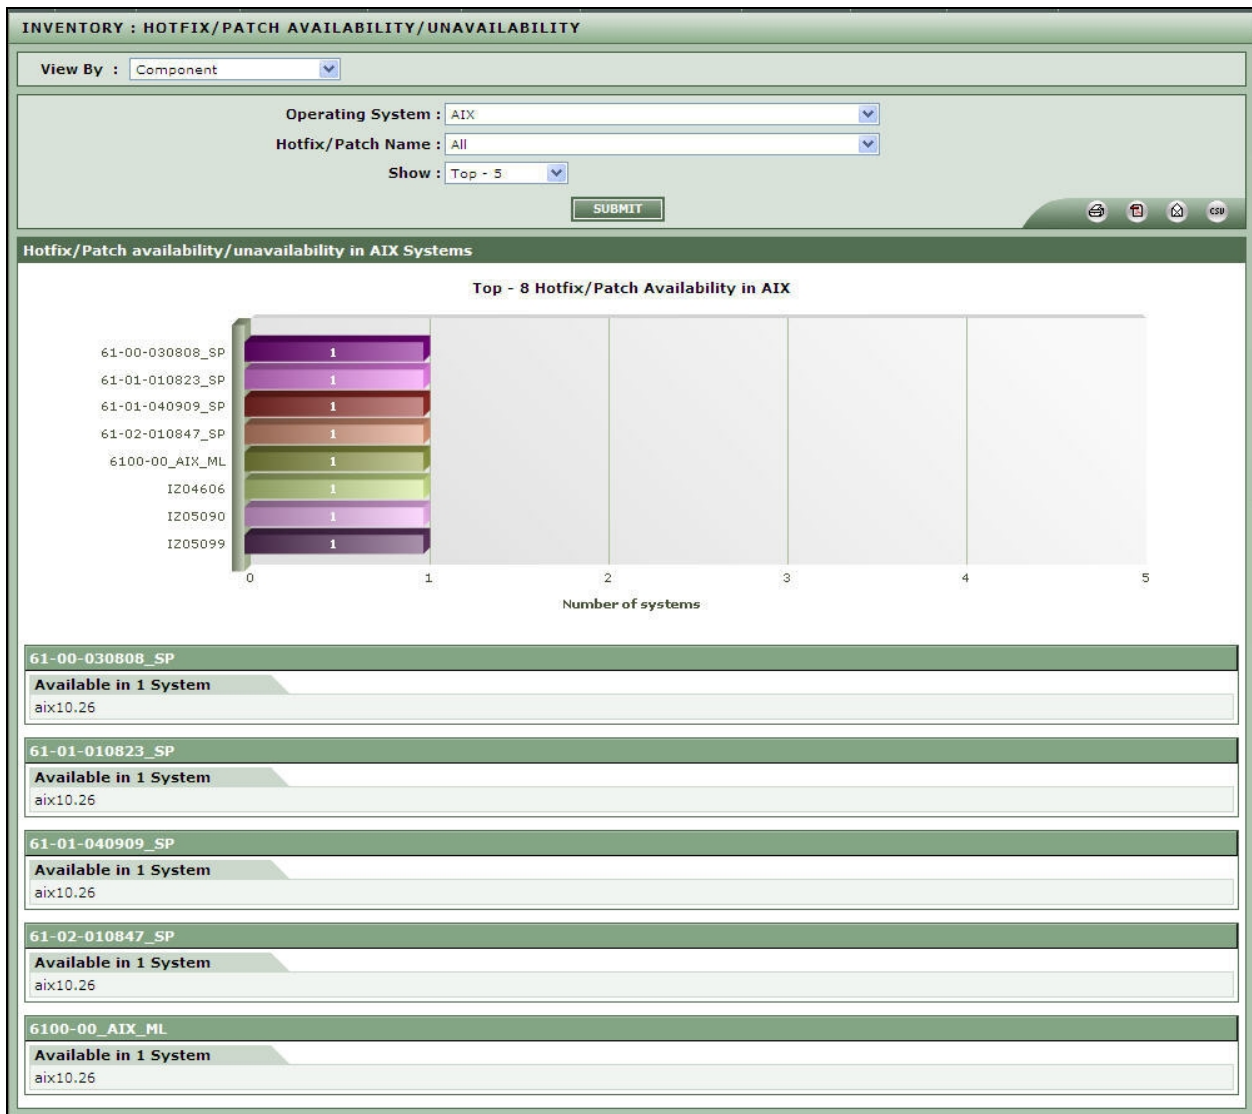 INVENTORY : HOTFIX/PATCH AVAILABILITY/UNAVAILABILITY
View By : Component
Operating System : AIX
Hotfix/Patch Name : All
Show : Top - 5
SUBMIT
CSV
Hotfix/Patch availability/unavailability in AIX Systems
Top - 8 Hotfix/Patch Availability in AIX
61-00-030808_SP 1
61-01-010823_SP 1
61-01-040909_SP 1
61-02-010847_SP 1
6100-00_AIX_ML 1
IZ04606 1
IZ05090 1
IZ05099 1
0 1 2 3 4 5
Number of systems
61-00-030808_SP
Available in 1 System
aix10.26
61-01-010823_SP
Available in 1 System
aix10.26
61-01-040909_SP
Available in 1 System
aix10.26
61-02-010847_SP
Available in 1 System
aix10.26
6100-00_AIX_ML
Available in 1 System
aix10.26